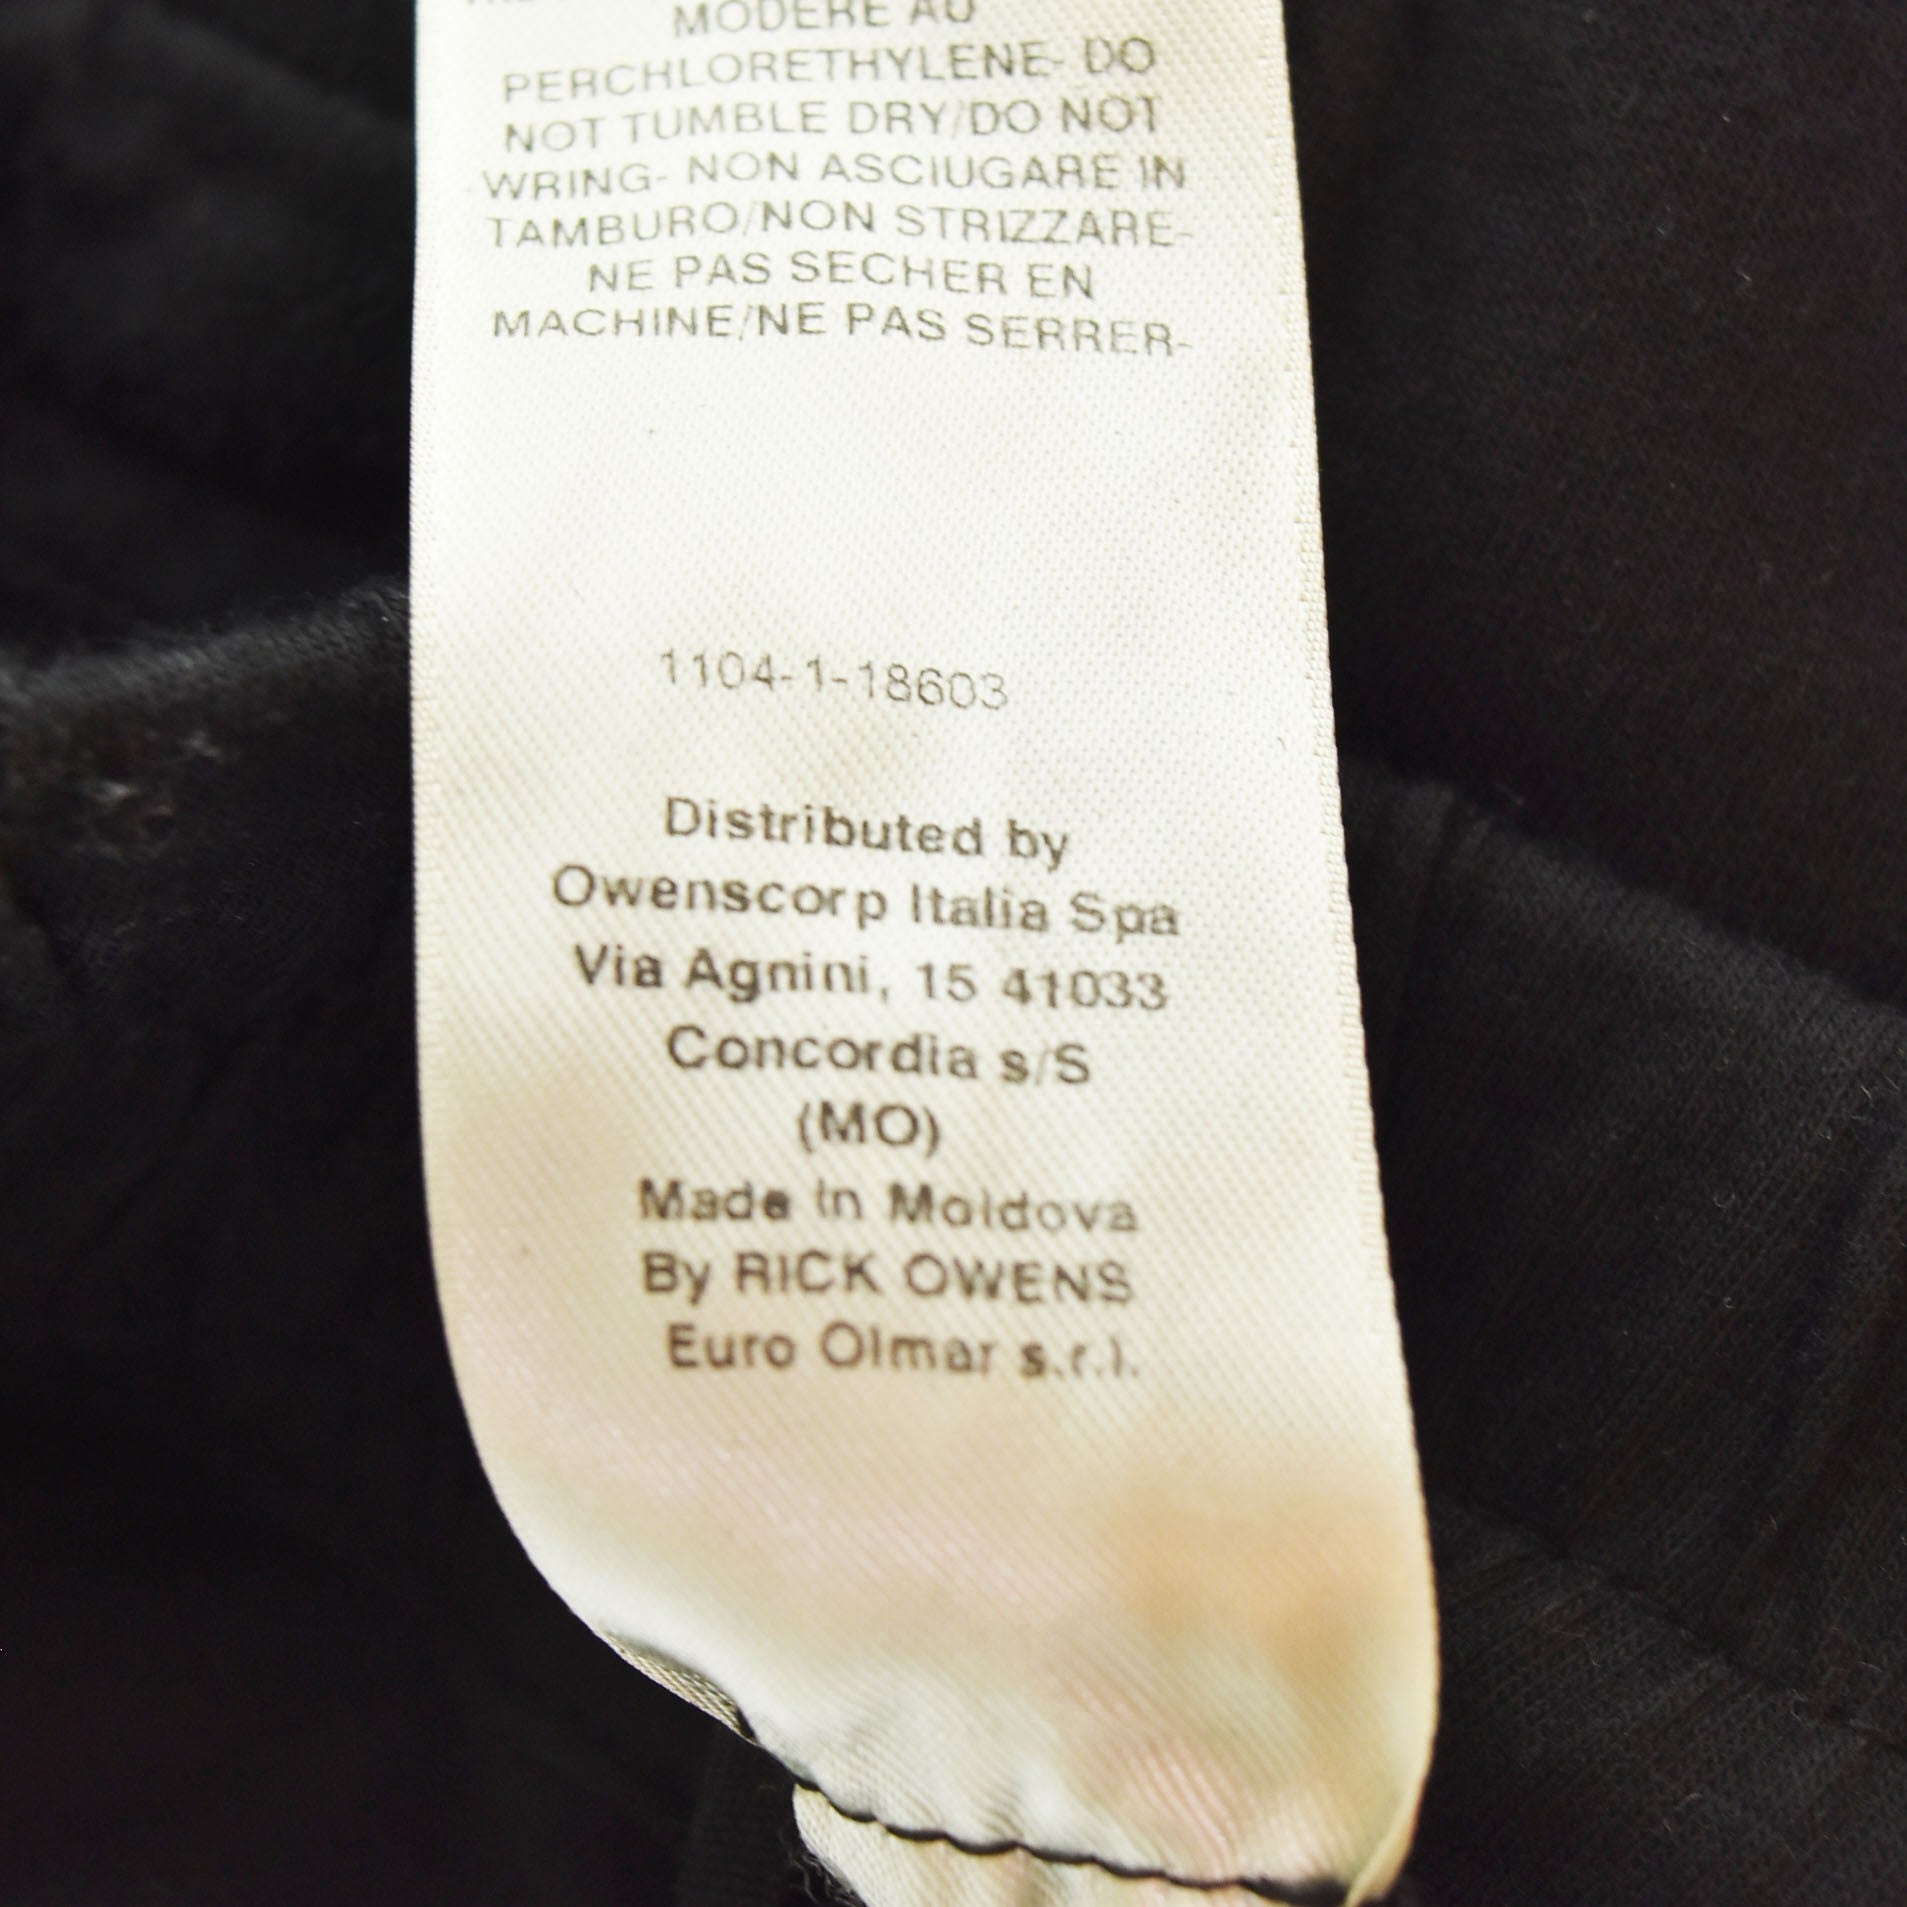 MODERE AU
PERCHLORETHYLENE- DO
NOT TUMBLE DRY/DO NOT
WRING- NON ASCIUGARE IN
TAMBURO/NON STRIZZARE-
NE PAS SECHER EN
MACHINE/NE PAS SERRER-
1104-1-18603
Distributed by
Owenscorp Italia Spa
Via Agnini, 15 41033
Concordia s/S
(MO)
Made in Moldova
By RICK OWENS
Euro Olmar s.r.l.